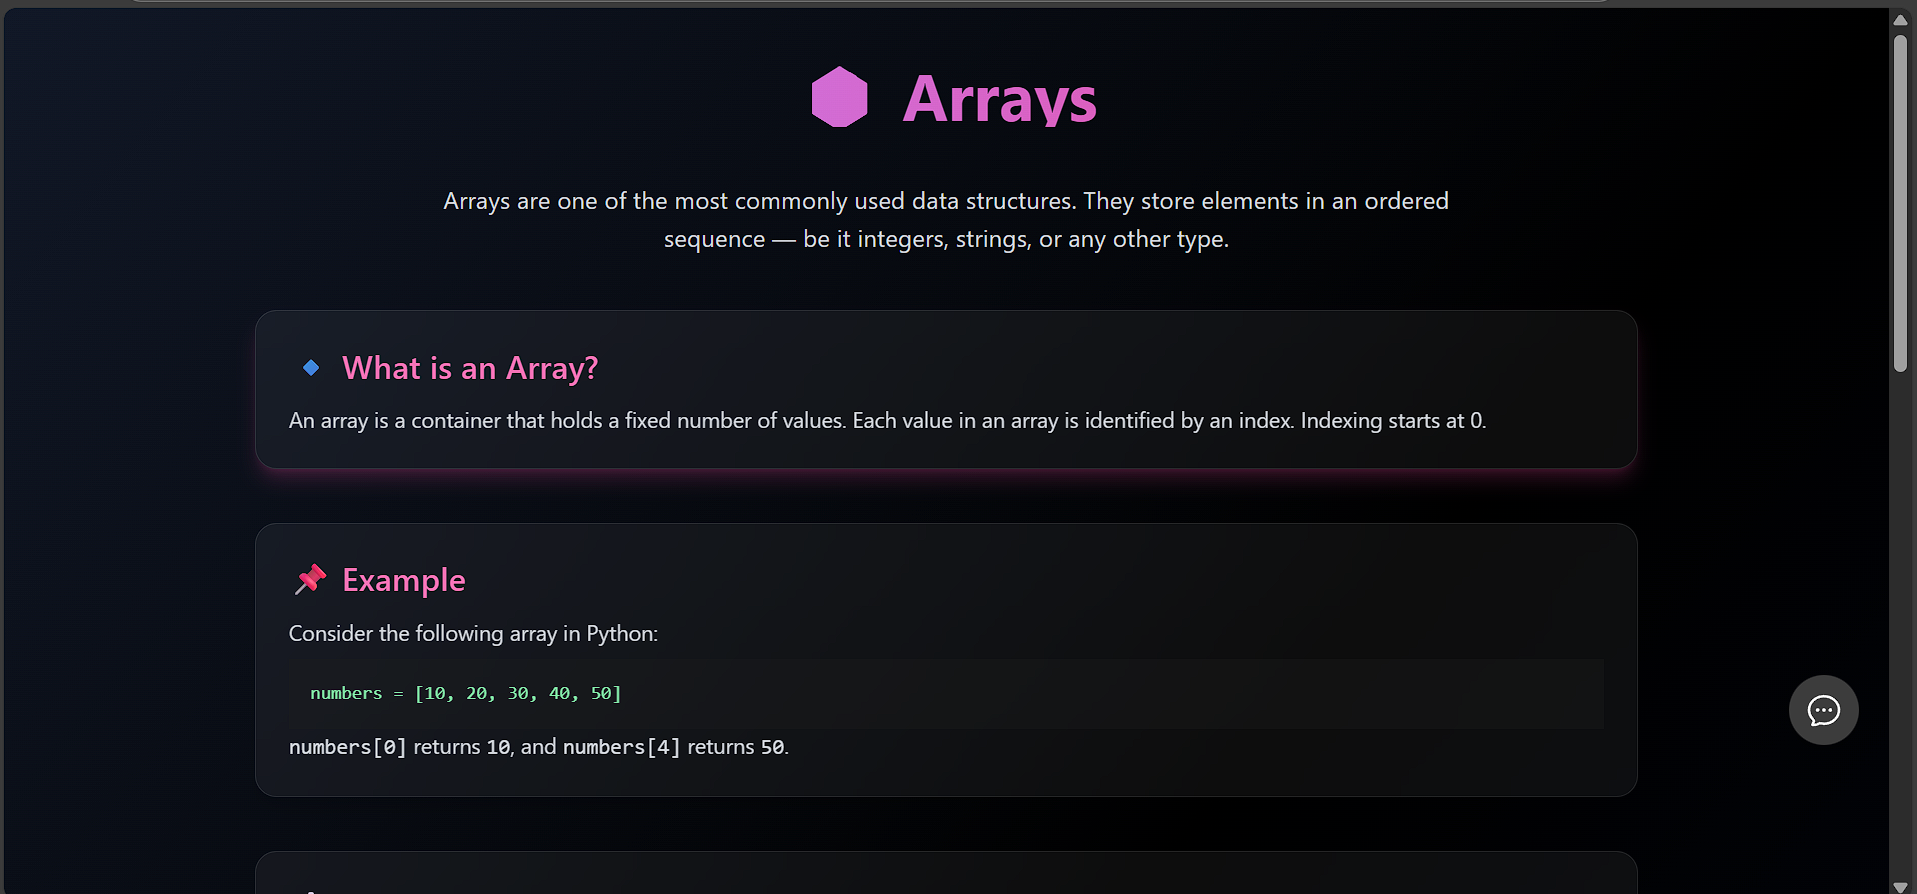 Arrays
Arrays are one of the most commonly used data structures. They store elements in an ordered
sequence — be it integers, strings, or any other type.
What is an Array?
An array is a container that holds a fixed number of values. Each value in an array is identified by an index. Indexing starts at 0.
Example
Consider the following array in Python:
numbers = [10, 20, 30, 40, 50]
numbers[0] returns 10, and numbers[4] returns 50.